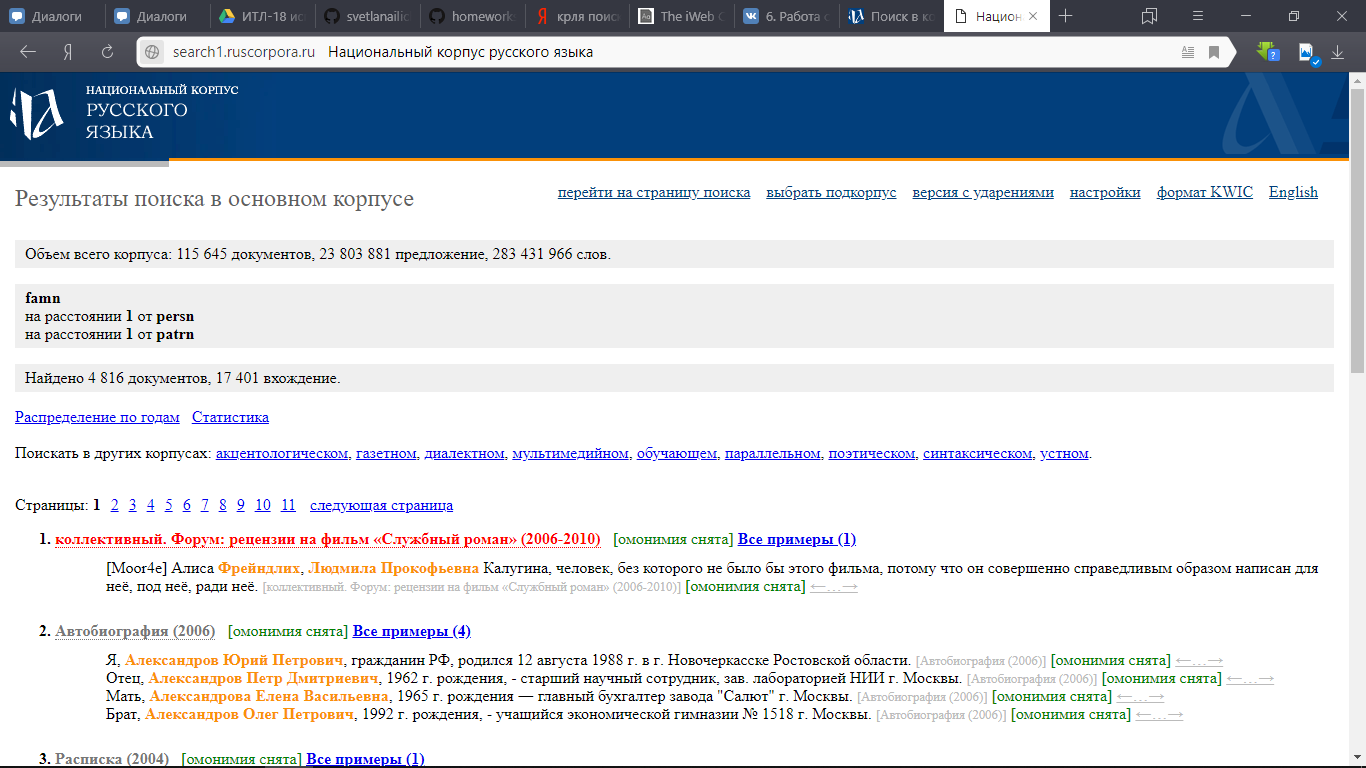 Диалоги
Диалоги
ИТЛ-18 ис
svetlanailic
homework
крля поис
The iWeb C
6. Работа с
Поиск в ко
Национ
search1.ruscorpora.ru Национальный корпус русского языка
НАЦИОНАЛЬНЫЙ КОРПУС
РУССКОГО
ЯЗЫКА
Результаты поиска в основном корпусе
перейти на страницу поиска выбрать подкорпус версия с ударениями настройки формат KWIC English
Объем всего корпуса: 115 645 документов, 23 803 881 предложение, 283 431 966 слов.
famn
на расстоянии 1 от persn
на расстоянии 1 от patrn
Найдено 4 816 документов, 17 401 вхождение.
Распределение по годам Статистика
Поискать в других корпусах: акцентологическом, газетном, диалектном, мультимедийном, обучающем, параллельном, поэтическом, синтаксическом, устном.
Страницы: 1 2 3 4 5 6 7 8 9 10 11 следующая страница
1. коллективный. Форум: рецензии на фильм «Служебный роман» (2006-2010) [омонимия снята] Все примеры (1)
[Moor4e] Алиса Фрейндлих, Людмила Прокофьевна Калугина, человек, без которого не было бы этого фильма, потому что он совершенно справедливым образом написан для
неё, под неё, ради неё. [коллективный. Форум: рецензии на фильм «Служебный роман» (2006-2010)] [омонимия снята] ←…→
2. Автобиография (2006) [омонимия снята] Все примеры (4)
Я, Александров Юрий Петрович, гражданин РФ, родился 12 августа 1988 г. в г. Новочеркасске Ростовской области. [Автобиография (2006)] [омонимия снята] ←…→
Отец, Александров Петр Дмитриевич, 1962 г. рождения, - старший научный сотрудник, зав. лабораторией НИИ г. Москвы. [Автобиография (2006)] [омонимия снята] ←…→
Мать, Александрова Елена Васильевна, 1965 г. рождения — главный бухгалтер завода "Салют" г. Москвы. [Автобиография (2006)] [омонимия снята] ←…→
Брат, Александров Олег Петрович, 1992 г. рождения, - учащийся экономической гимназии № 1518 г. Москвы. [Автобиография (2006)] [омонимия снята] ←…→
3. Расписка (2004) [омонимия снята] Все примеры (1)